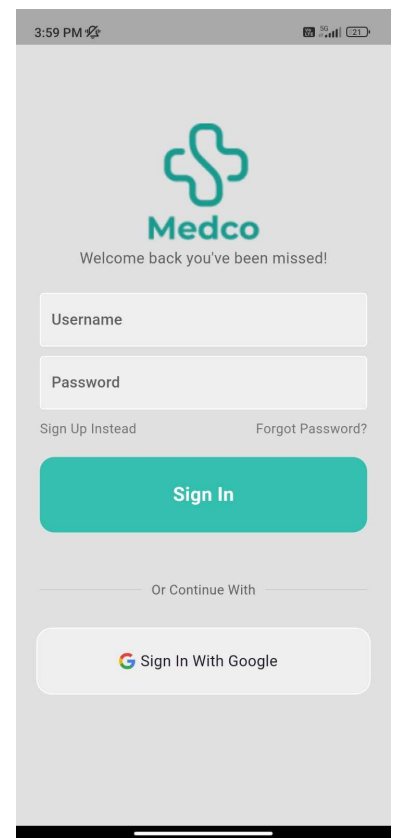 3:59 PM
5G 21
Medco
Welcome back you've been missed!
Username
Password
Sign Up Instead Forgot Password?
Sign In
Or Continue With
G Sign In With Google